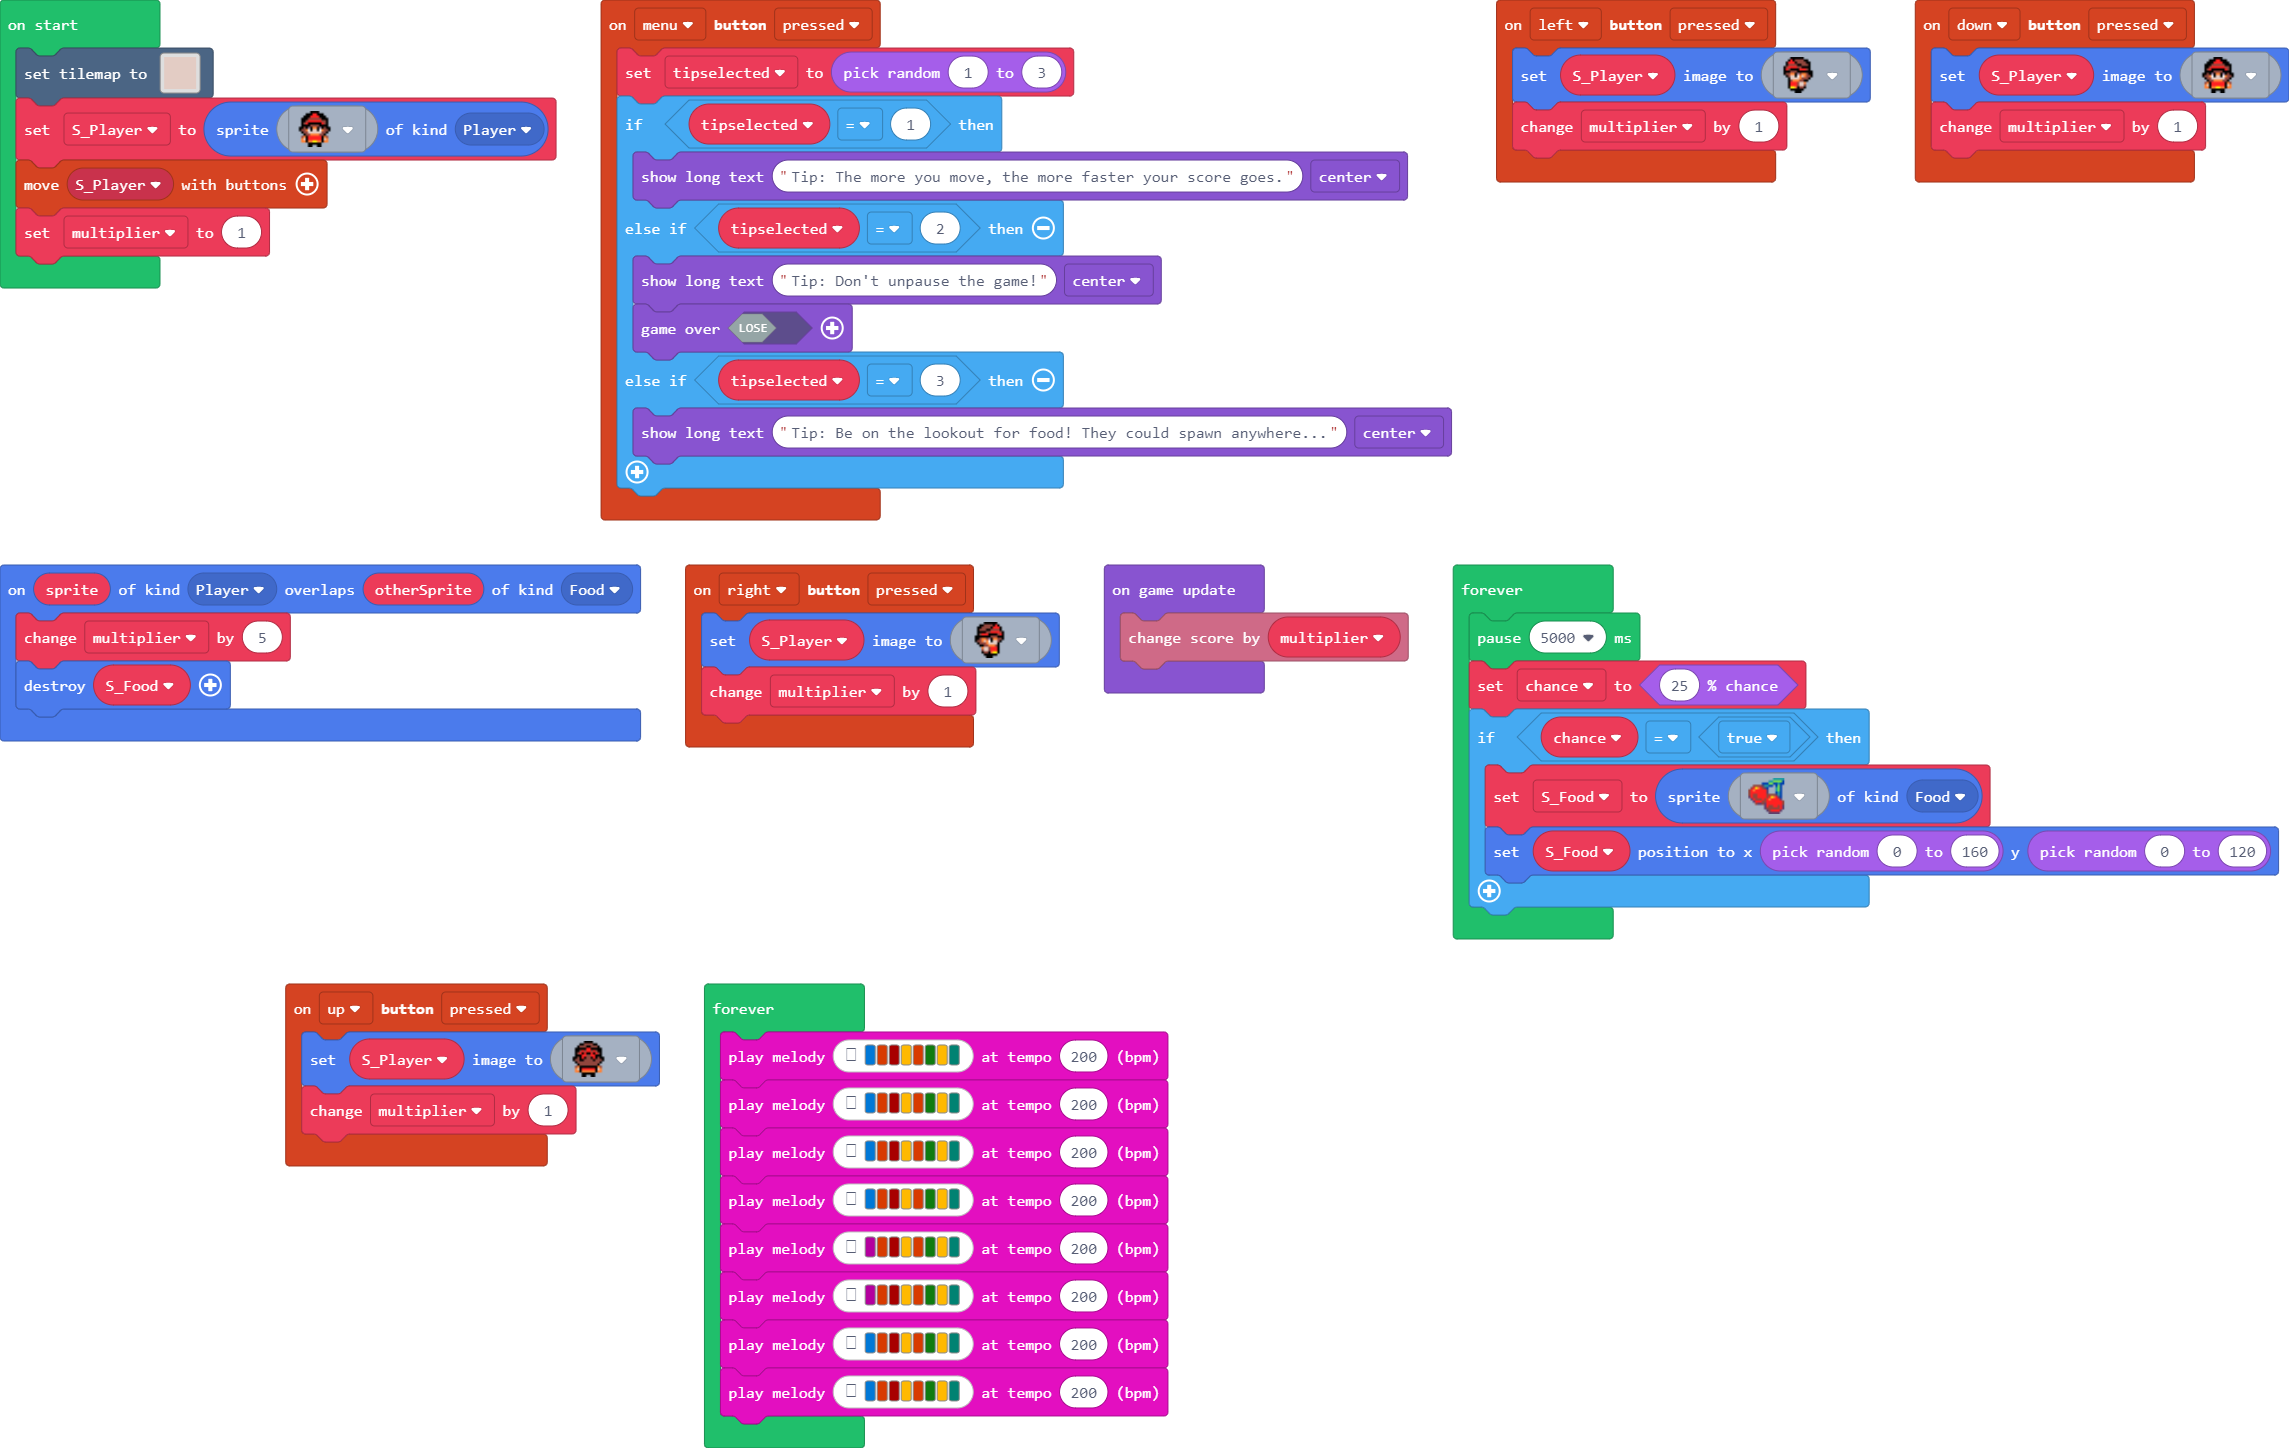 on start
set tilemap to
set S_Player to sprite of kind Player
move S_Player with buttons
set multiplier to 1
on menu button pressed
set tipselected to pick random 1 to 3
if tipselected = 1 then
show long text "Tip: The more you move, the more faster your score goes." center
else if tipselected = 2 then
show long text "Tip: Don't unpause the game!" center
game over LOSE
else if tipselected = 3 then
show long text "Tip: Be on the lookout for food! They could spawn anywhere..." center
on left button pressed
set S_Player image to
change multiplier by 1
on down button pressed
set S_Player image to
change multiplier by 1
on sprite of kind Player overlaps otherSprite of kind Food
change multiplier by 5
destroy S_Food
on right button pressed
set S_Player image to
change multiplier by 1
on game update
change score by multiplier
forever
pause 5000 ms
set chance to 25 % chance
if chance = true then
set S_Food to sprite of kind Food
set S_Food position to x pick random 0 to 160 y pick random 0 to 120
on up button pressed
set S_Player image to
change multiplier by 1
forever
play melody at tempo 200 (bpm)
play melody at tempo 200 (bpm)
play melody at tempo 200 (bpm)
play melody at tempo 200 (bpm)
play melody at tempo 200 (bpm)
play melody at tempo 200 (bpm)
play melody at tempo 200 (bpm)
play melody at tempo 200 (bpm)